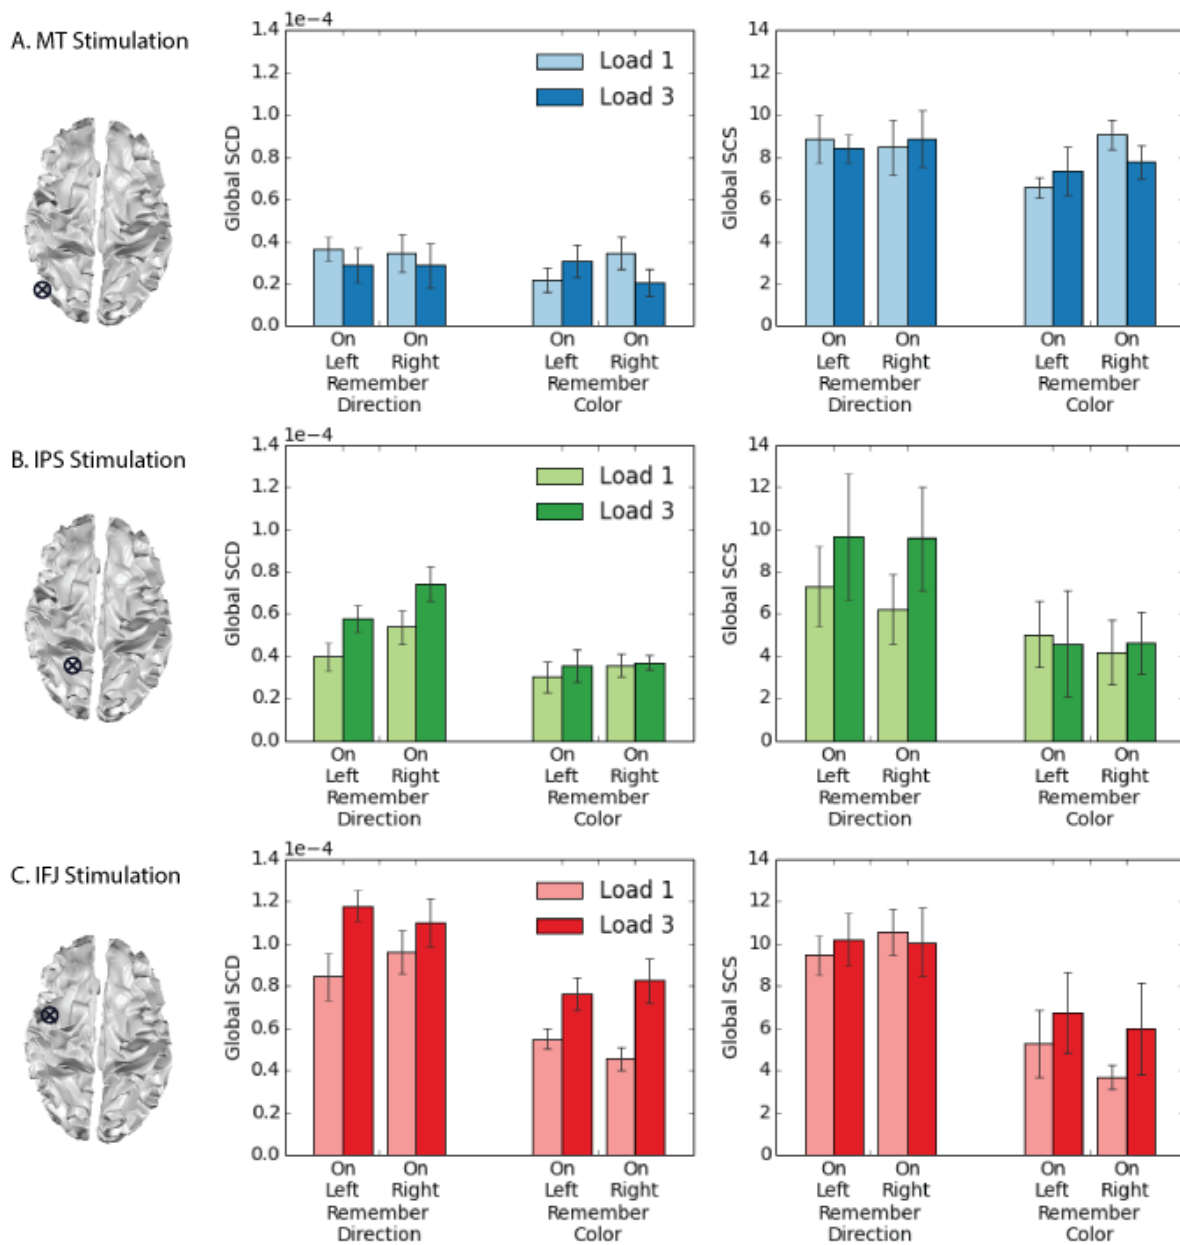 A. MT Stimulation
1e−4
Global SCD
1.4
1.2
1.0
0.8
0.6
0.4
0.2
0.0
Load 1
Load 3
On On On On
Left Right Left Right
Remember Remember
Direction Color
Global SCS
14
12
10
8
6
4
2
0
On On On On
Left Right Left Right
Remember Remember
Direction Color
B. IPS Stimulation
1e−4
Global SCD
1.4
1.2
1.0
0.8
0.6
0.4
0.2
0.0
Load 1
Load 3
On On On On
Left Right Left Right
Remember Remember
Direction Color
Global SCS
14
12
10
8
6
4
2
0
On On On On
Left Right Left Right
Remember Remember
Direction Color
C. IFJ Stimulation
1e−4
Global SCD
1.4
1.2
1.0
0.8
0.6
0.4
0.2
0.0
Load 1
Load 3
On On On On
Left Right Left Right
Remember Remember
Direction Color
Global SCS
14
12
10
8
6
4
2
0
On On On On
Left Right Left Right
Remember Remember
Direction Color